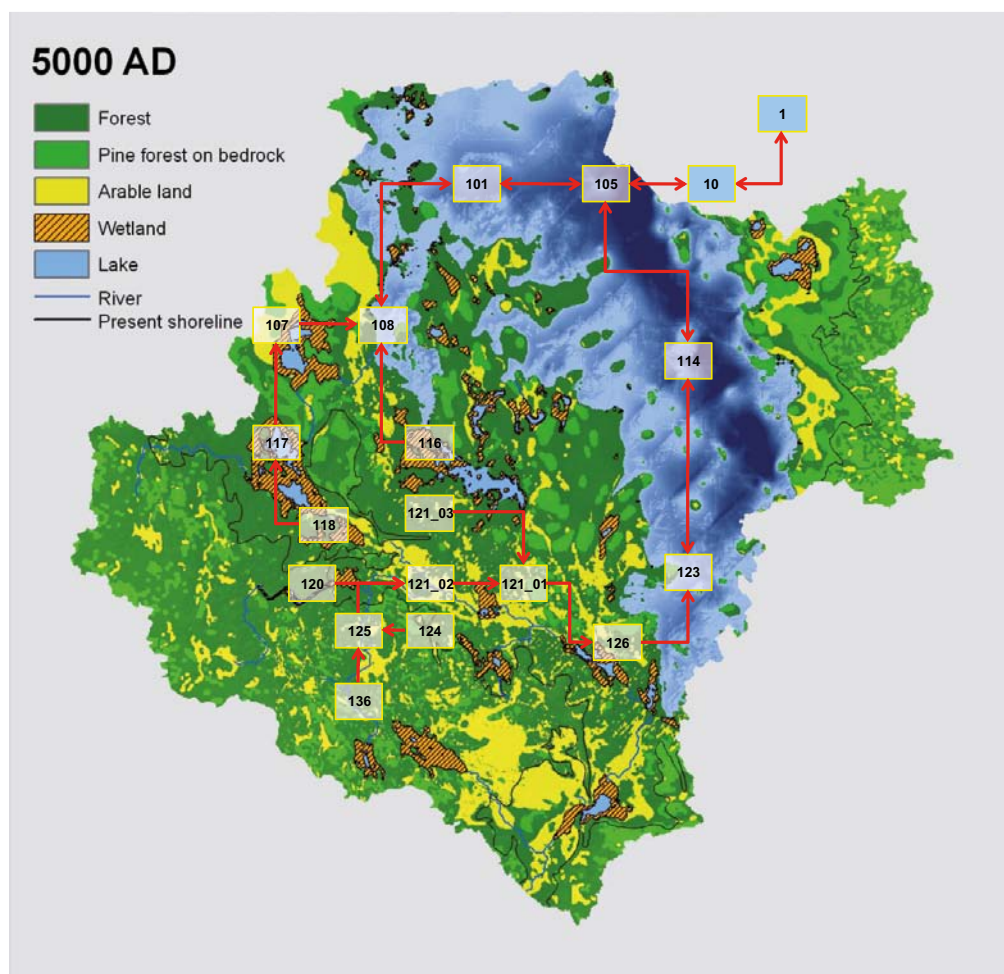 5000 AD
Forest
Pine forest on bedrock
Arable land
Wetland
Lake
River
Present shoreline
1
101
105
10
107
108
114
117
116
121_03
118
120
121_02
121_01
123
125
124
126
136